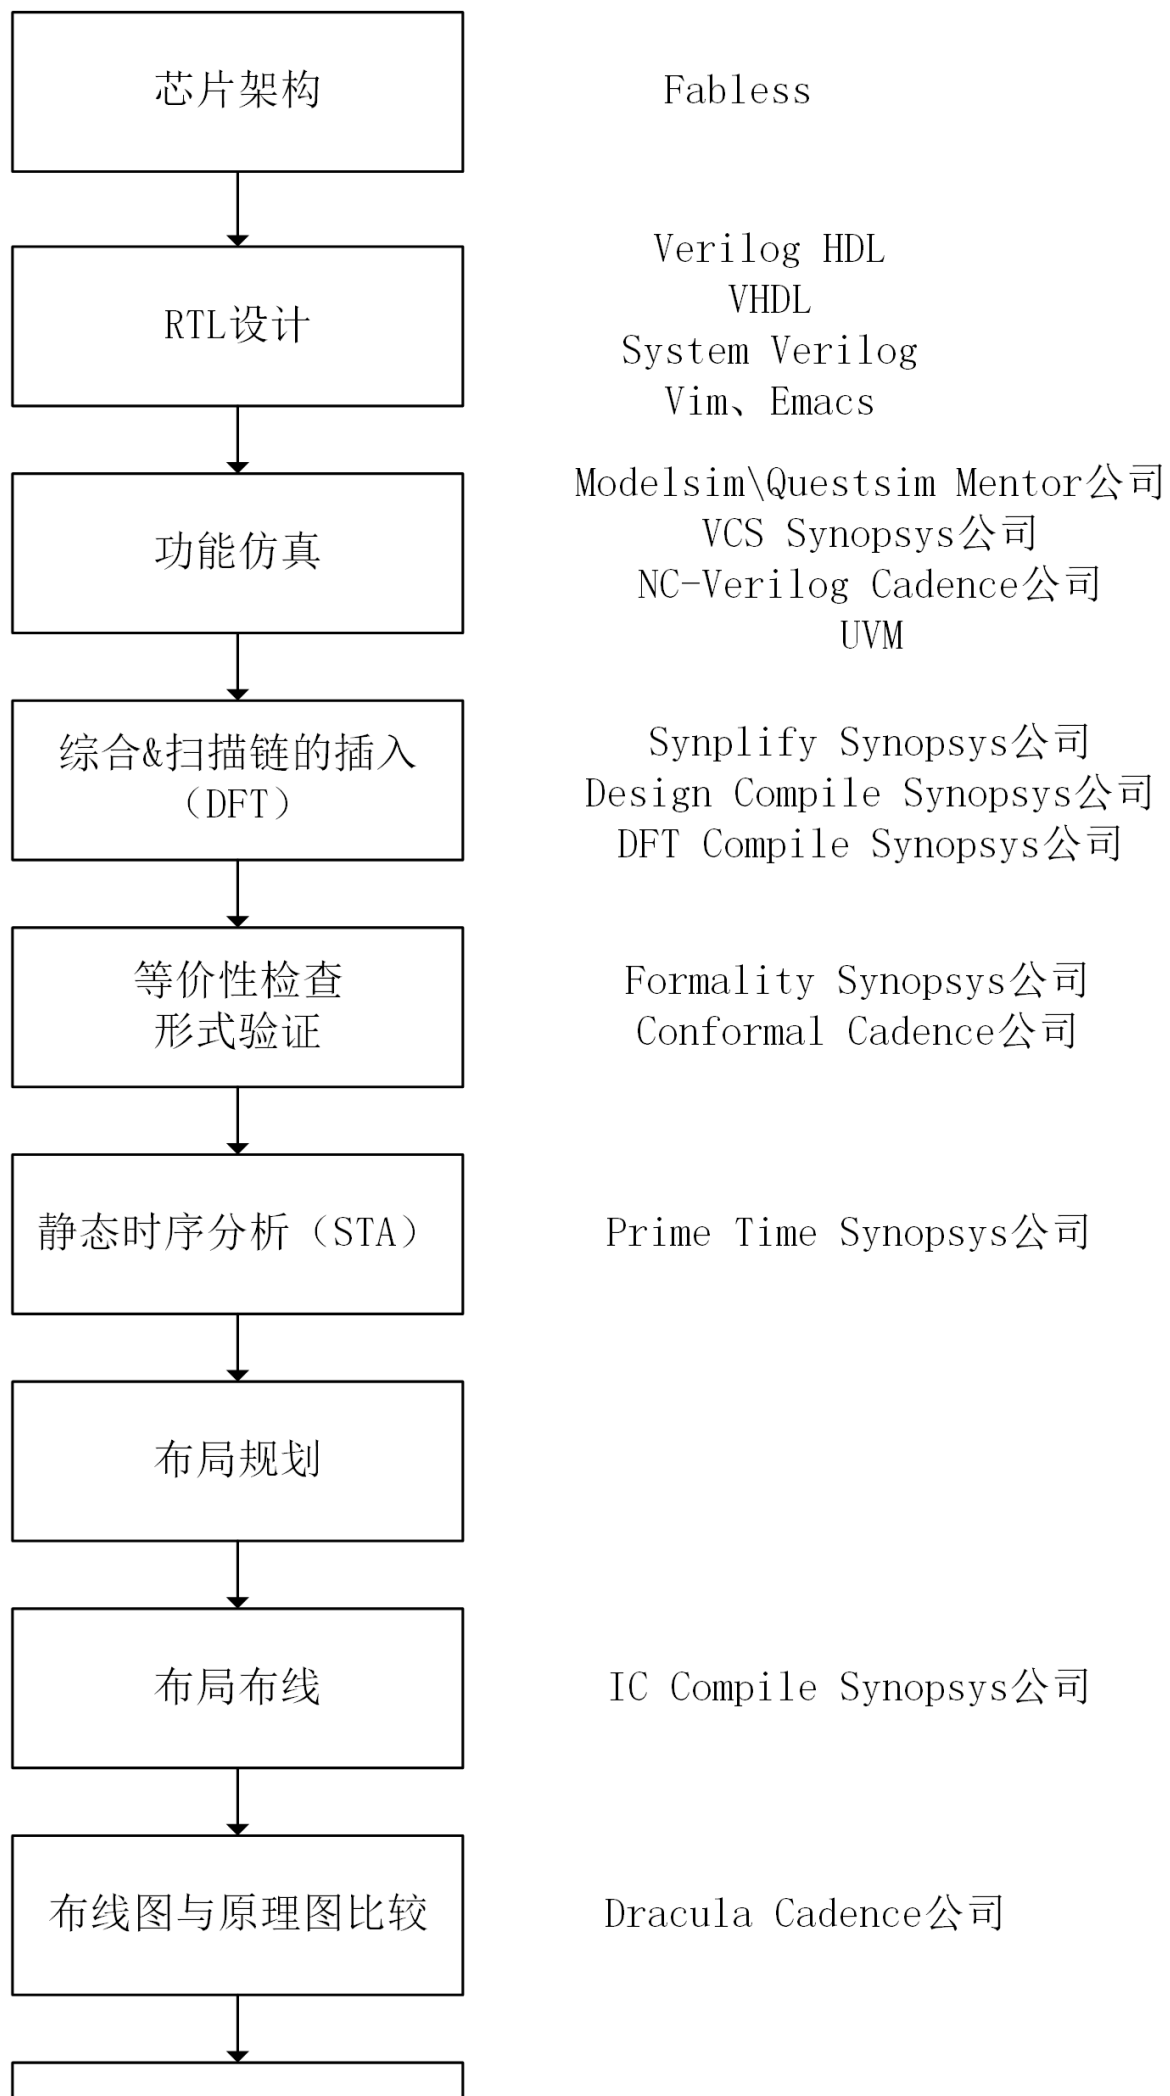 芯片架构
Fabless
RTL设计
Verilog HDL
VHDL
System Verilog
Vim、Emacs
功能仿真
Modelsim\Questsim Mentor公司
VCS Synopsys公司
NC-Verilog Cadence公司
UVM
综合&扫描链的插入
（DFT）
Synplify Synopsys公司
Design Compile Synopsys公司
DFT Compile Synopsys公司
等价性检查
形式验证
Formality Synopsys公司
Conformal Cadence公司
静态时序分析（STA）
Prime Time Synopsys公司
布局规划
布局布线
IC Compile Synopsys公司
布线图与原理图比较
Dracula Cadence公司